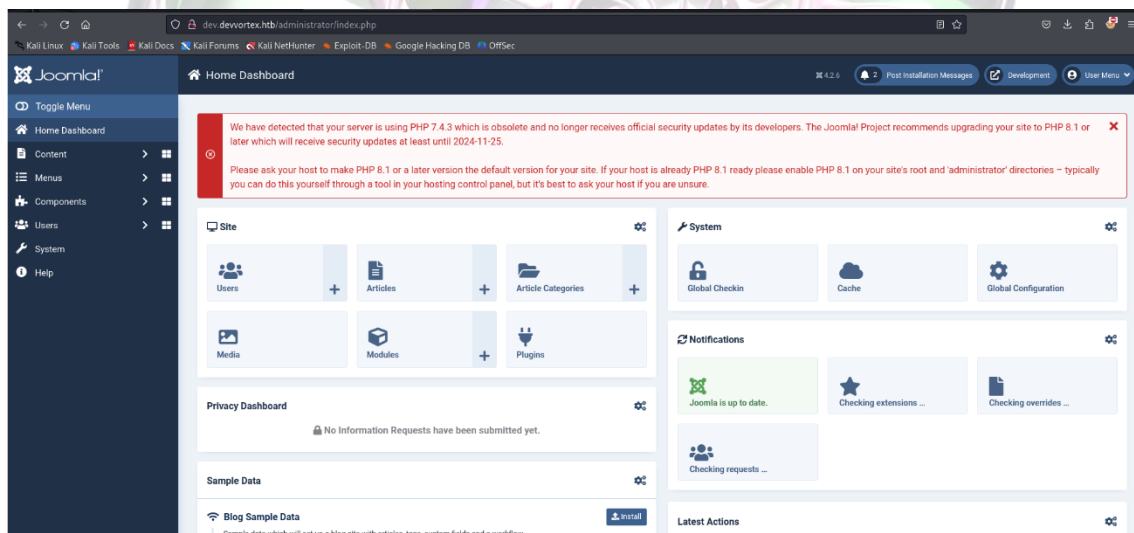 dev.devvortex.htb/administrator/index.php
Kali Linux Kali Tools Kali Docs Kali Forums Kali NetHunter Exploit-DB Google Hacking DB OffSec
Joomla!
Home Dashboard
4.2.6
2 Post Installation Messages
Development
User Menu
Toggle Menu
Home Dashboard
Content
Menus
Components
Users
System
Help
We have detected that your server is using PHP 7.4.3 which is obsolete and no longer receives official security updates by its developers. The Joomla! Project recommends upgrading your site to PHP 8.1 or
later which will receive security updates at least until 2024-11-25.
Please ask your host to make PHP 8.1 or a later version the default version for your site. If your host is already PHP 8.1 ready please enable PHP 8.1 on your site's root and 'administrator' directories – typically
you can do this yourself through a tool in your hosting control panel, but it's best to ask your host if you are unsure.
Site
Users
Articles
Article Categories
Media
Modules
Plugins
Privacy Dashboard
No Information Requests have been submitted yet.
Sample Data
Blog Sample Data
Install
System
Global Checkin
Cache
Global Configuration
Notifications
Joomla is up to date.
Checking extensions ...
Checking overrides ...
Checking requests ...
Latest Actions